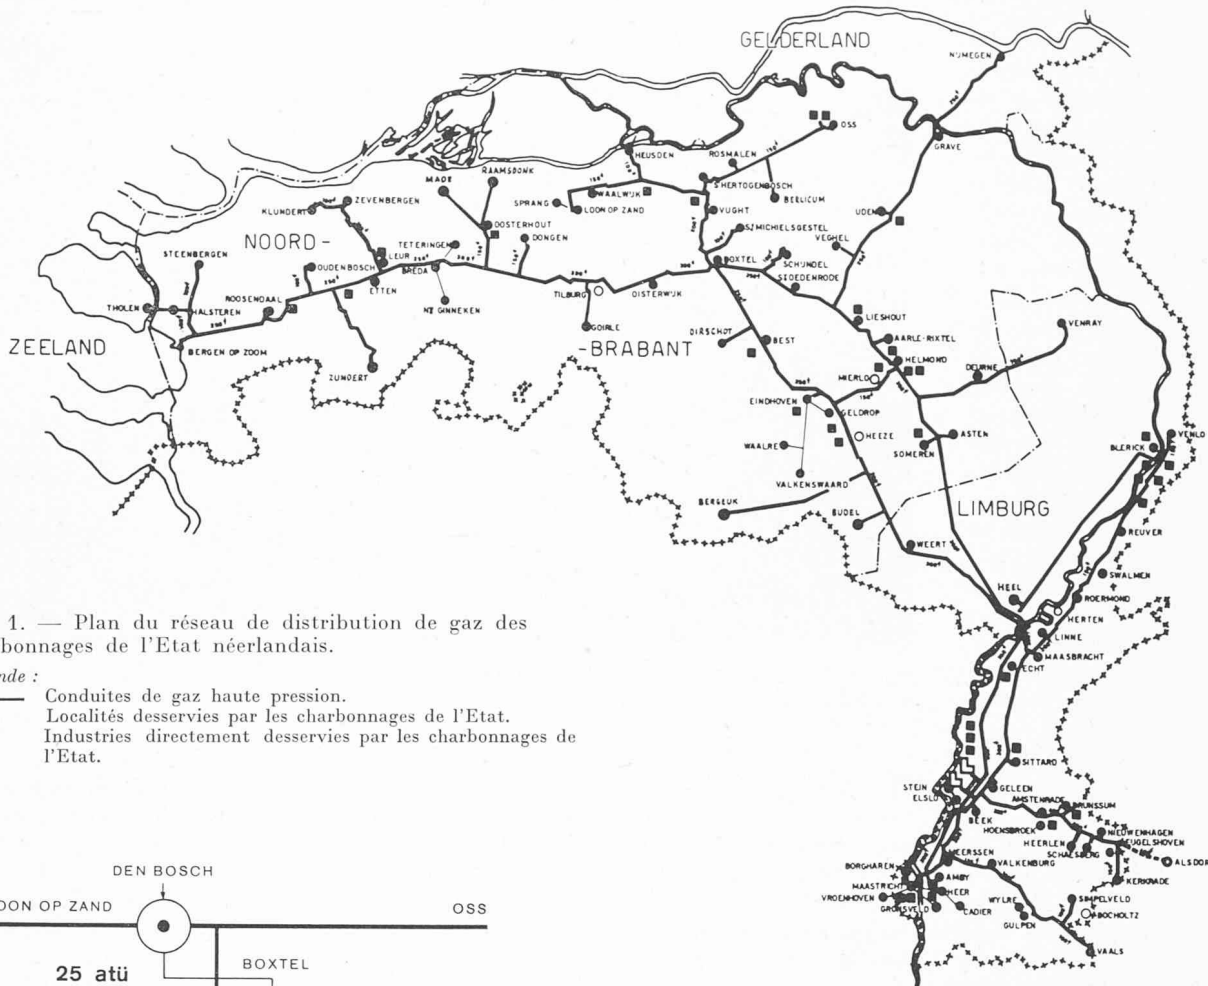 GELDERLAND
NIJMEGEN
OSS
GRAVE
HEUSDEN
ROSMALEN
RAAMSDONK
MADE
S'HERTOGENBOSCH
WAALWIJK
SPRANG
LOON OP ZAND
BERLICUM
ZEVENBERGEN
KLUNDERT
VUGHT
UDEN
OOSTERHOUT
ST MICHIELSGESTEL
NOORD-
TETERINGEN
DONGEN
VEGHEL
STEENBERGEN
LEUR
BREDA
BOXTEL
SCHIJNDEL
OUDENBOSCH
ST OEDENRODE
ETTEN
TILBURG
OISTERWIJK
ROOSENDAAL
THOLEN
HALSTEREN
GINNEKEN
GOIRLE
LIESHOUT
VENRAY
OIRSCHOT
BEST
AARLE-RIXTEL
ZEELAND
BERGEN OP ZOOM
-BRABANT
HELMOND
ZUNDERT
MIERLO
DEURNE
EINDHOVEN
GELDROP
HEEZE
ASTEN
VENLO
WAALRE
SOMEREN
BLERICK
VALKENSWAARD
BERGEIJK
LIMBURG
BUDEL
REUVER
WEERT
SWALMEN
HEEL
ROERMOND
1. — Plan du réseau de distribution de gaz des
bonnages de l'Etat néerlandais.
HERTEN
LINNE
MAASBRACHT
ECHT
nde :
Conduites de gaz haute pression.
Localités desservies par les charbonnages de l'Etat.
Industries directement desservies par les charbonnages de
l'Etat.
SITTARD
STEIN
ELSLO
GELEEN
AMSTENRADE
BRUNSSUM
BEEK
HOENSBROEK
NIEUWENHAGEN
EUGELSHOVEN
HEERLEN
SCHAESBERG
MEERSSEN
VALKENBURG
ALSDOR
BORGHAREN
KERKRADE
AMBY
MAASTRICHT
HEER
VROENHOVEN
GRONSVELD
CADIER
WYLRE
SIMPELVELD
GULPEN
BOCHOLTZ
VAALS
DEN BOSCH
OON OP ZAND
OSS
25 atü
BOXTEL